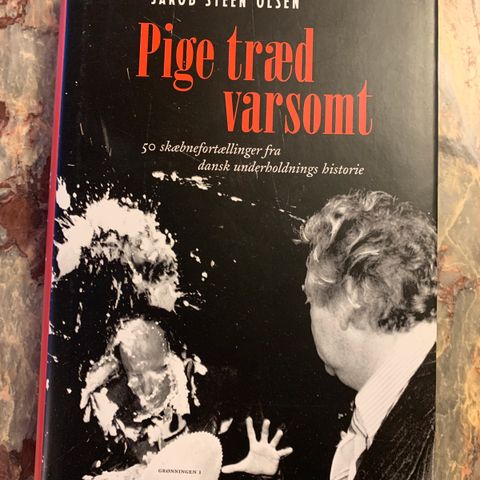 JAKOB STEEN OLSEN
Pige træd
varsomt
50 skæbnefortællinger fra
dansk underholdnings historie
GRØNNINGEN 1